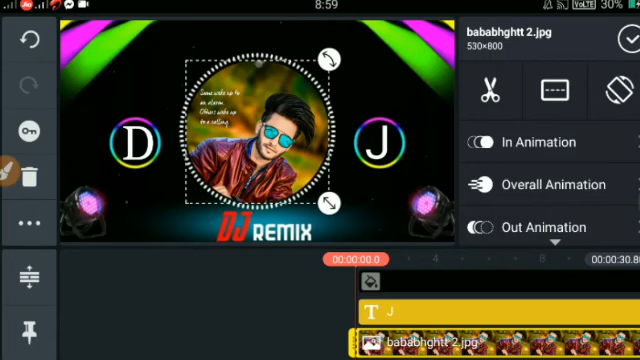 Jio
8:59
VoLTE
30%
bababhghtt 2.jpg
530×800
Some wake up to
an alarm.
Others wake up
to a calling.
D
J
In Animation
Overall Animation
Out Animation
DJ REMIX
00:00:00.0
4
8
00:00:30.8
T J
bababhghtt 2.jpg